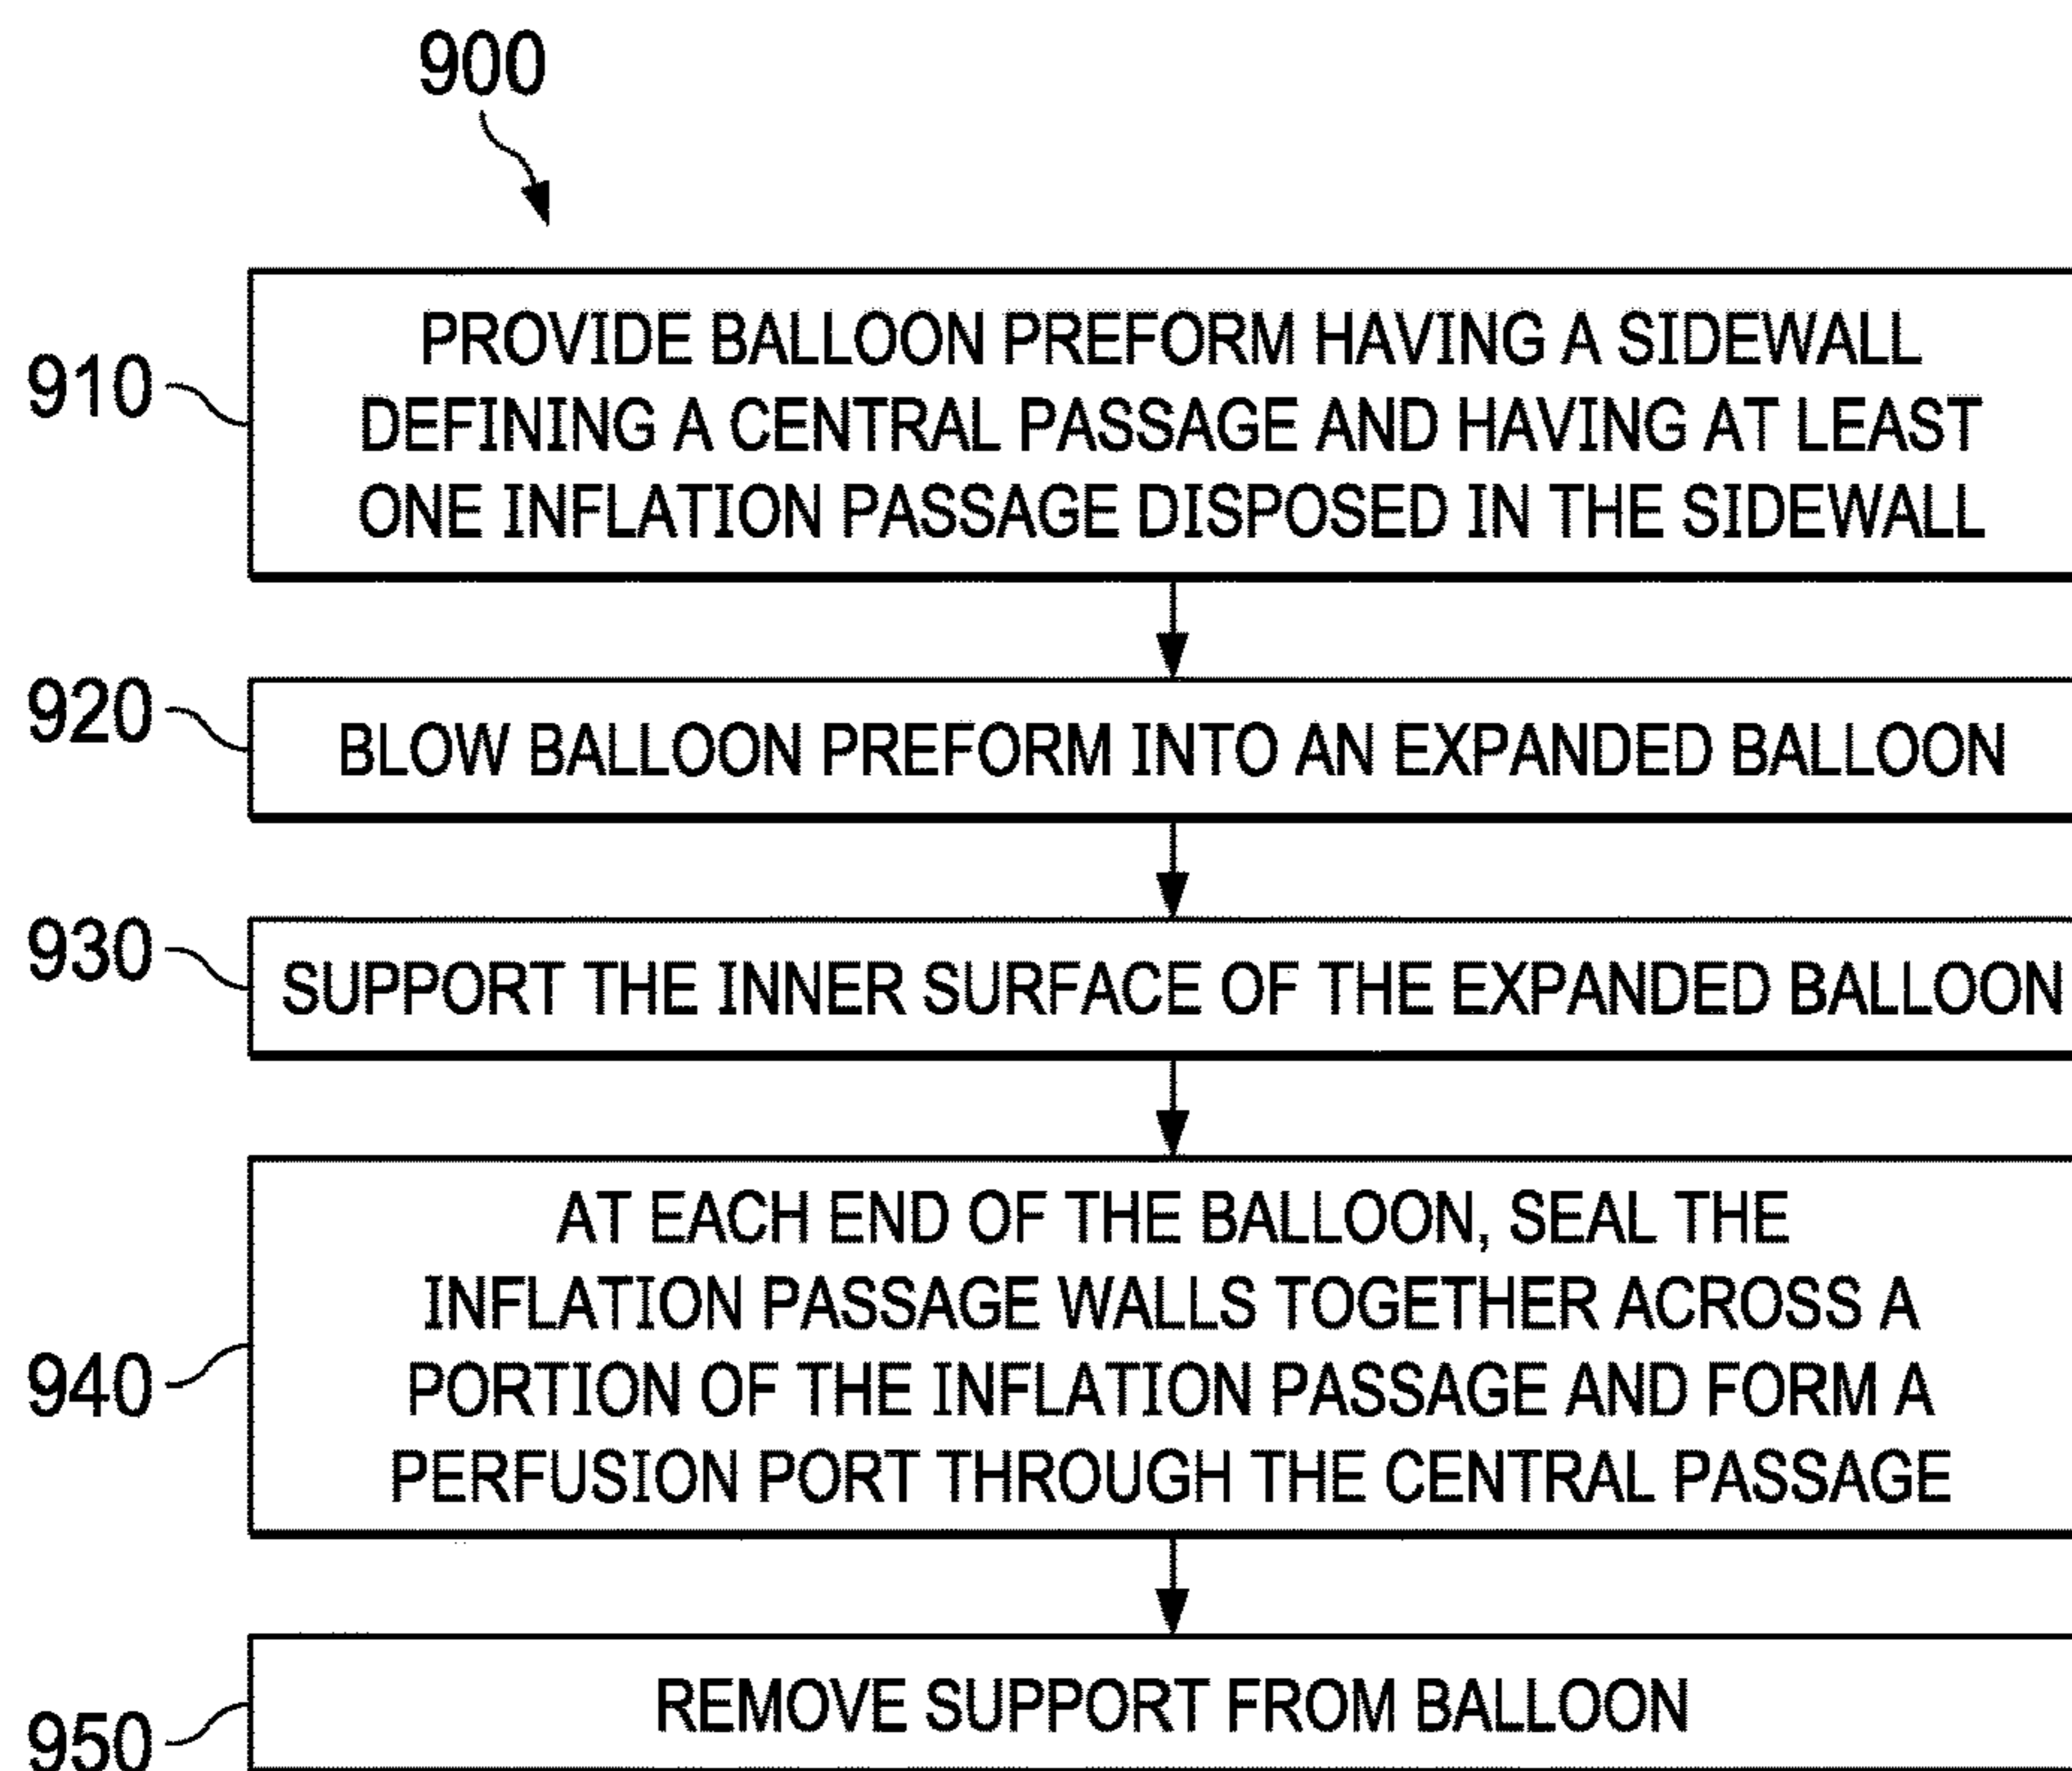 900
910
PROVIDE BALLOON PREFORM HAVING A SIDEWALL
DEFINING A CENTRAL PASSAGE AND HAVING AT LEAST
ONE INFLATION PASSAGE DISPOSED IN THE SIDEWALL
920
BLOW BALLOON PREFORM INTO AN EXPANDED BALLOON
930
SUPPORT THE INNER SURFACE OF THE EXPANDED BALLOON
940
AT EACH END OF THE BALLOON, SEAL THE
INFLATION PASSAGE WALLS TOGETHER ACROSS A
PORTION OF THE INFLATION PASSAGE AND FORM A
PERFUSION PORT THROUGH THE CENTRAL PASSAGE
950
REMOVE SUPPORT FROM BALLOON